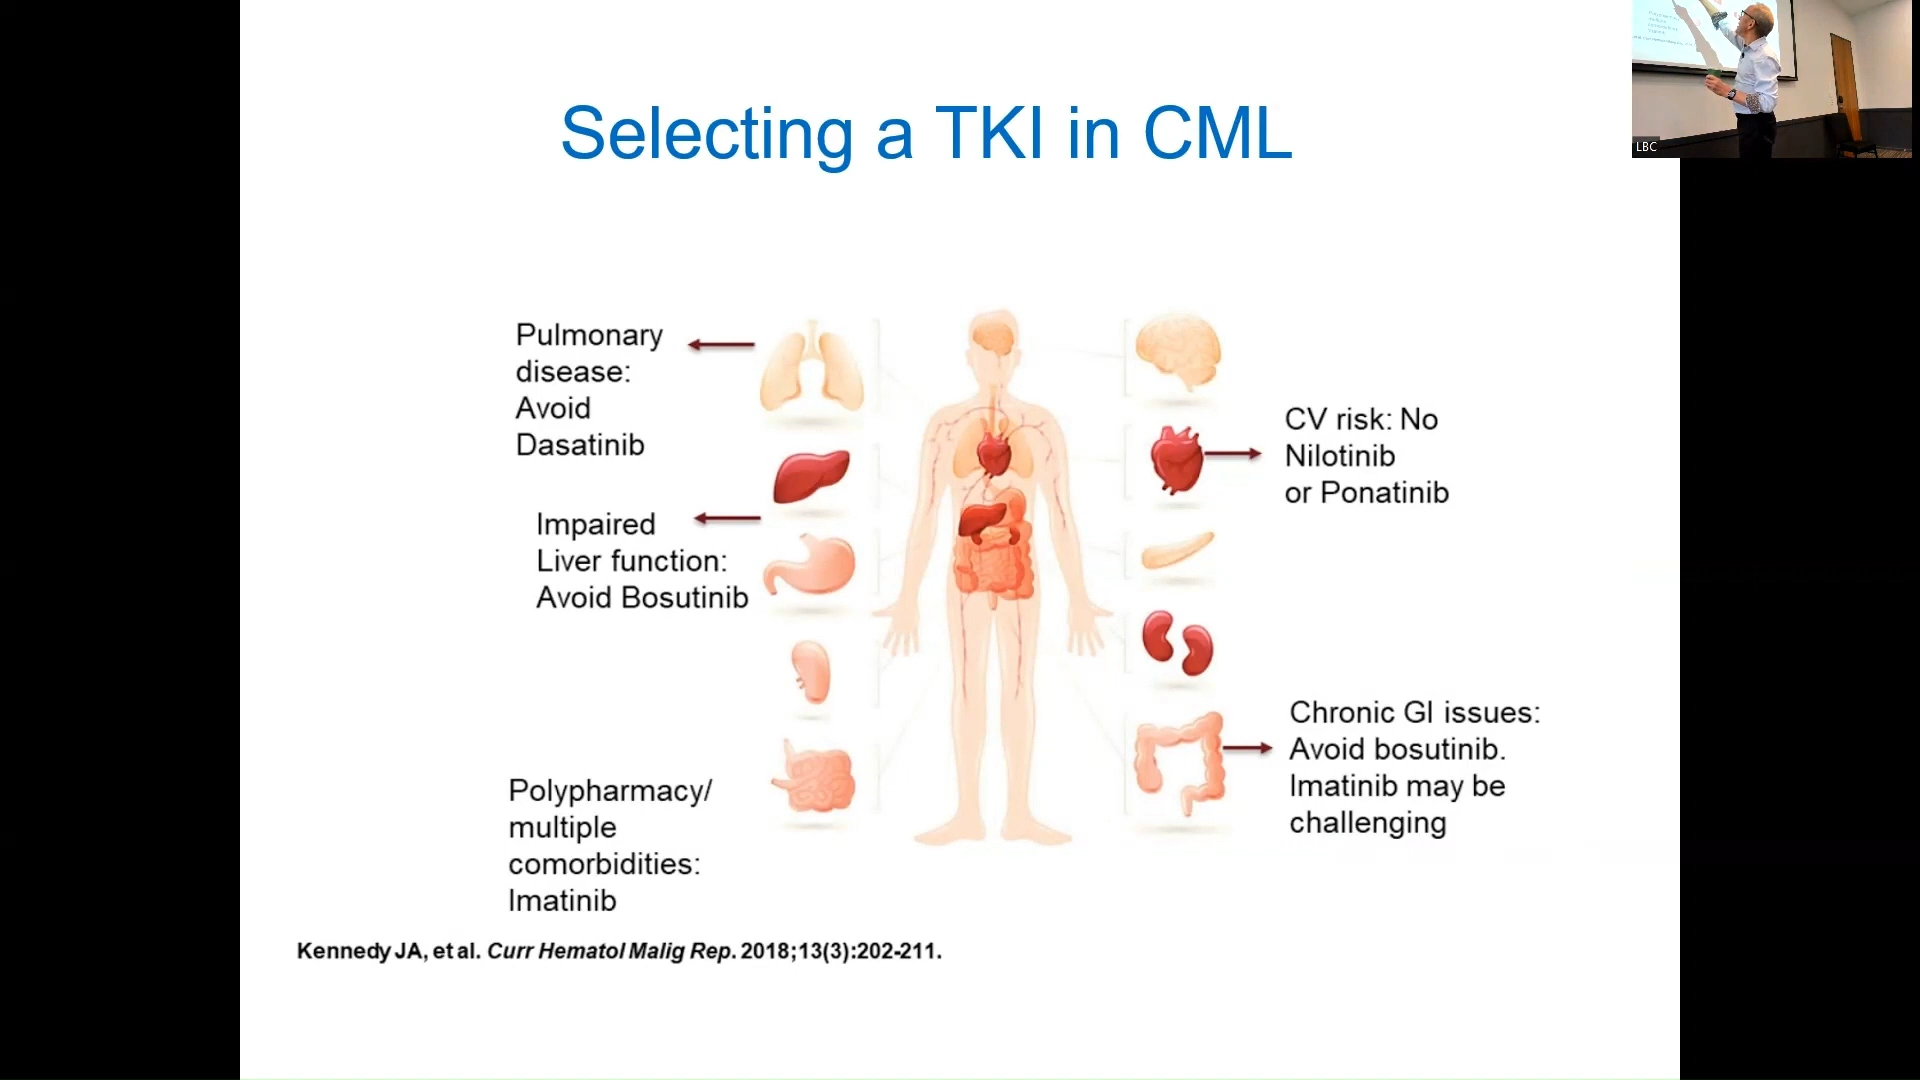 Selecting a TKI in CML
LBC
Pulmonary
disease:
Avoid
Dasatinib
Impaired
Liver function:
Avoid Bosutinib
Polypharmacy/
multiple
comorbidities:
Imatinib
CV risk: No
Nilotinib
or Ponatinib
Chronic GI issues:
Avoid bosutinib.
Imatinib may be
challenging
Kennedy JA, et al. Curr Hematol Malig Rep. 2018;13(3):202-211.